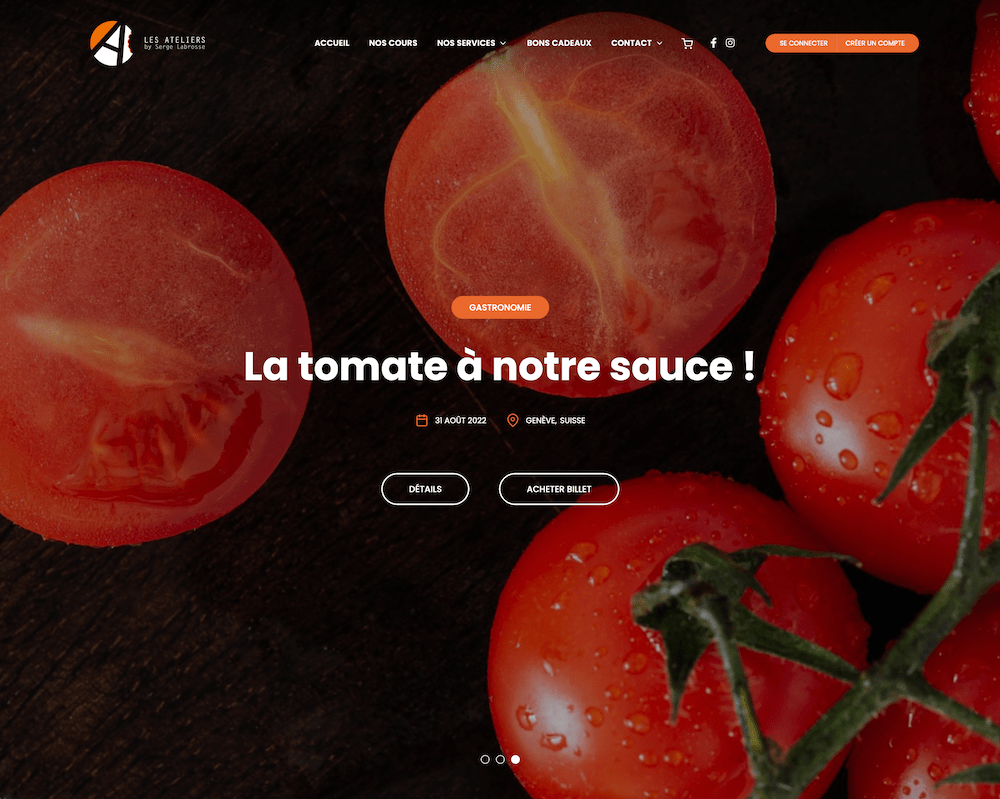 LES ATELIERS
by Serge Labrosse
ACCUEIL
NOS COURS
NOS SERVICES
BONS CADEAUX
CONTACT
SE CONNECTER
CRÉER UN COMPTE
GASTRONOMIE
La tomate à notre sauce !
31 AOÛT 2022
GENÈVE, SUISSE
DÉTAILS
ACHETER BILLET